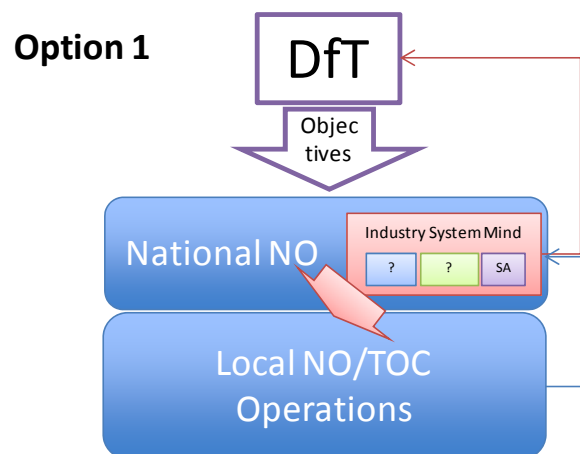 Option 1
DfT
Objec
tives
National NO
Industry System Mind
?
?
SA
Local NO/TOC
Operations